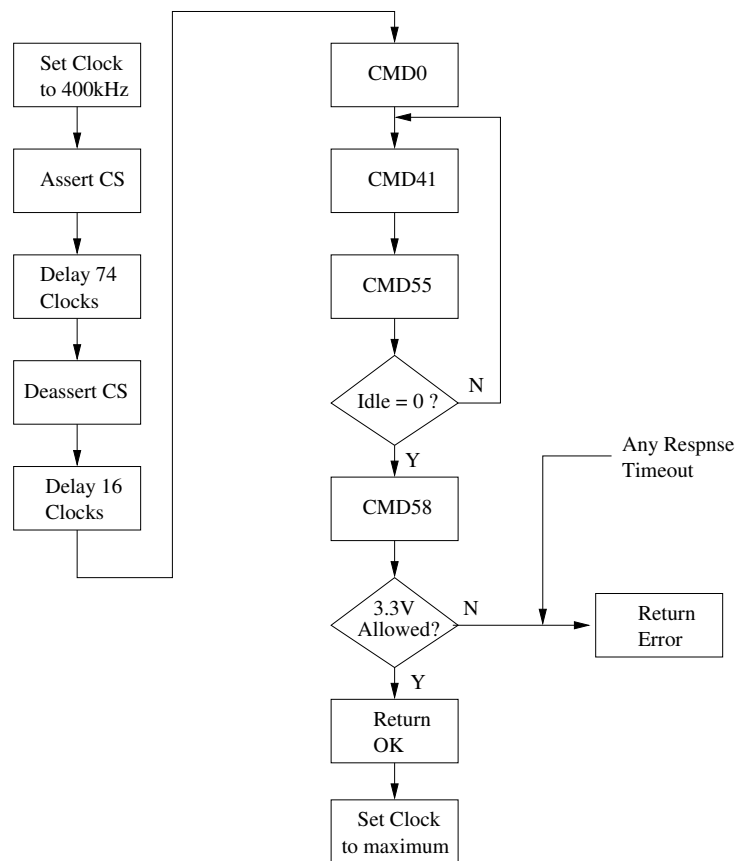 Set Clock
to 400kHz
Assert CS
Delay 74
Clocks
Deassert CS
Delay 16
Clocks
CMD0
CMD41
CMD55
Idle = 0 ?
N
Y
CMD58
3.3V
Allowed?
N
Y
Any Respnse
Timeout
Return
Error
Return
OK
Set Clock
to maximum